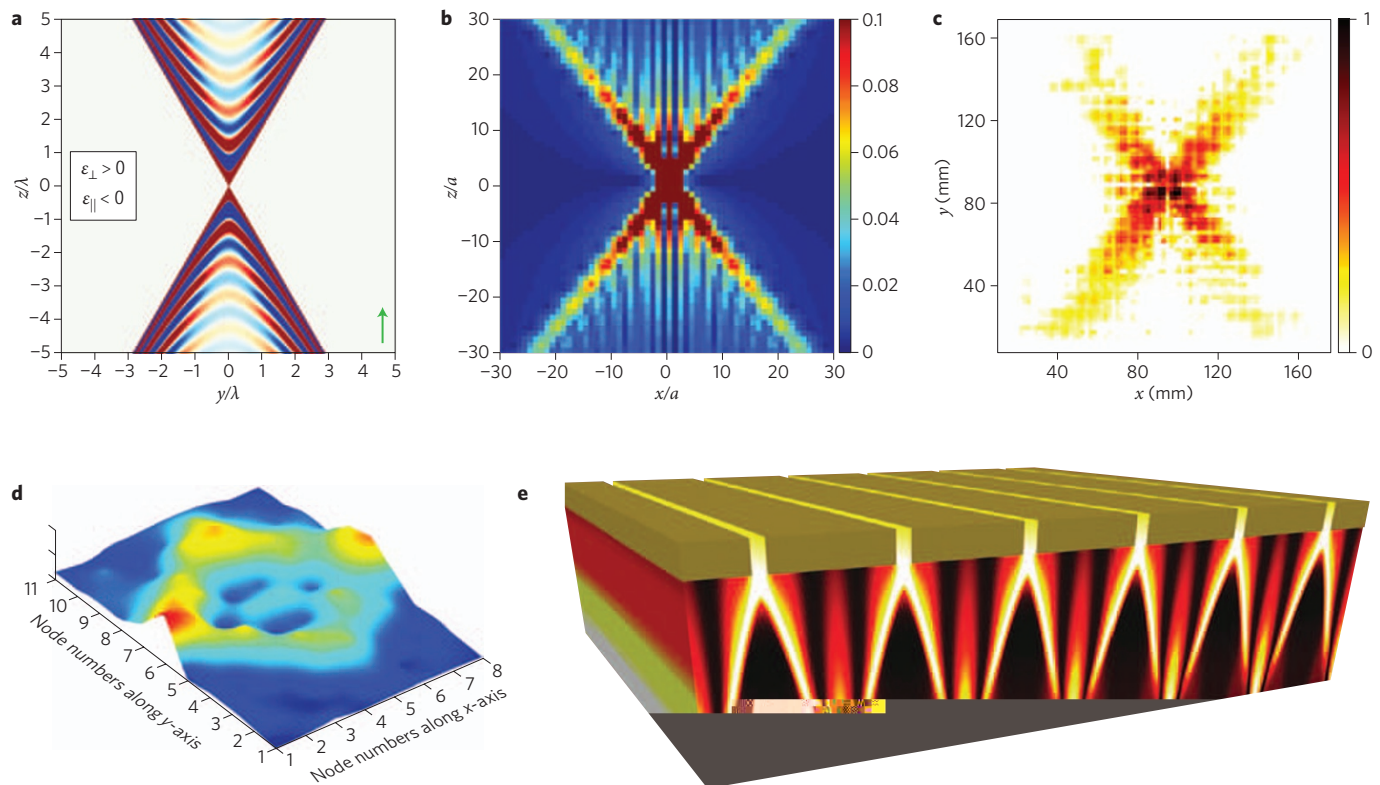 a
5
4
3
2
1
0
−1
−2
−3
−4
−5
z/λ
ε⊥ > 0
ε|| < 0
−5 −4 −3 −2 −1 0 1 2 3 4 5
y/λ
b
30
20
10
0
−10
−20
−30
z/a
−30 −20 −10 0 10 20 30
x/a
0.1
0.08
0.06
0.04
0.02
0
c
160
120
80
40
y (mm)
40 80 120 160
x (mm)
1
0
d
11
10
9
8
7
6
5
4
3
2
1
Node numbers along y-axis
1
2
3
4
5
6
7
8
Node numbers along x-axis
e